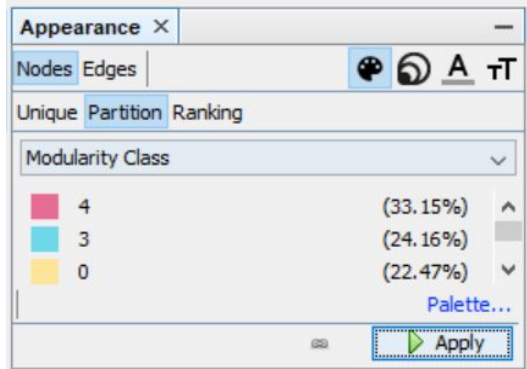 Appearance
Nodes Edges A TT
Unique Partition Ranking
Modularity Class
4 (33.15%)
3 (24.16%)
0 (22.47%)
Palette...
Apply